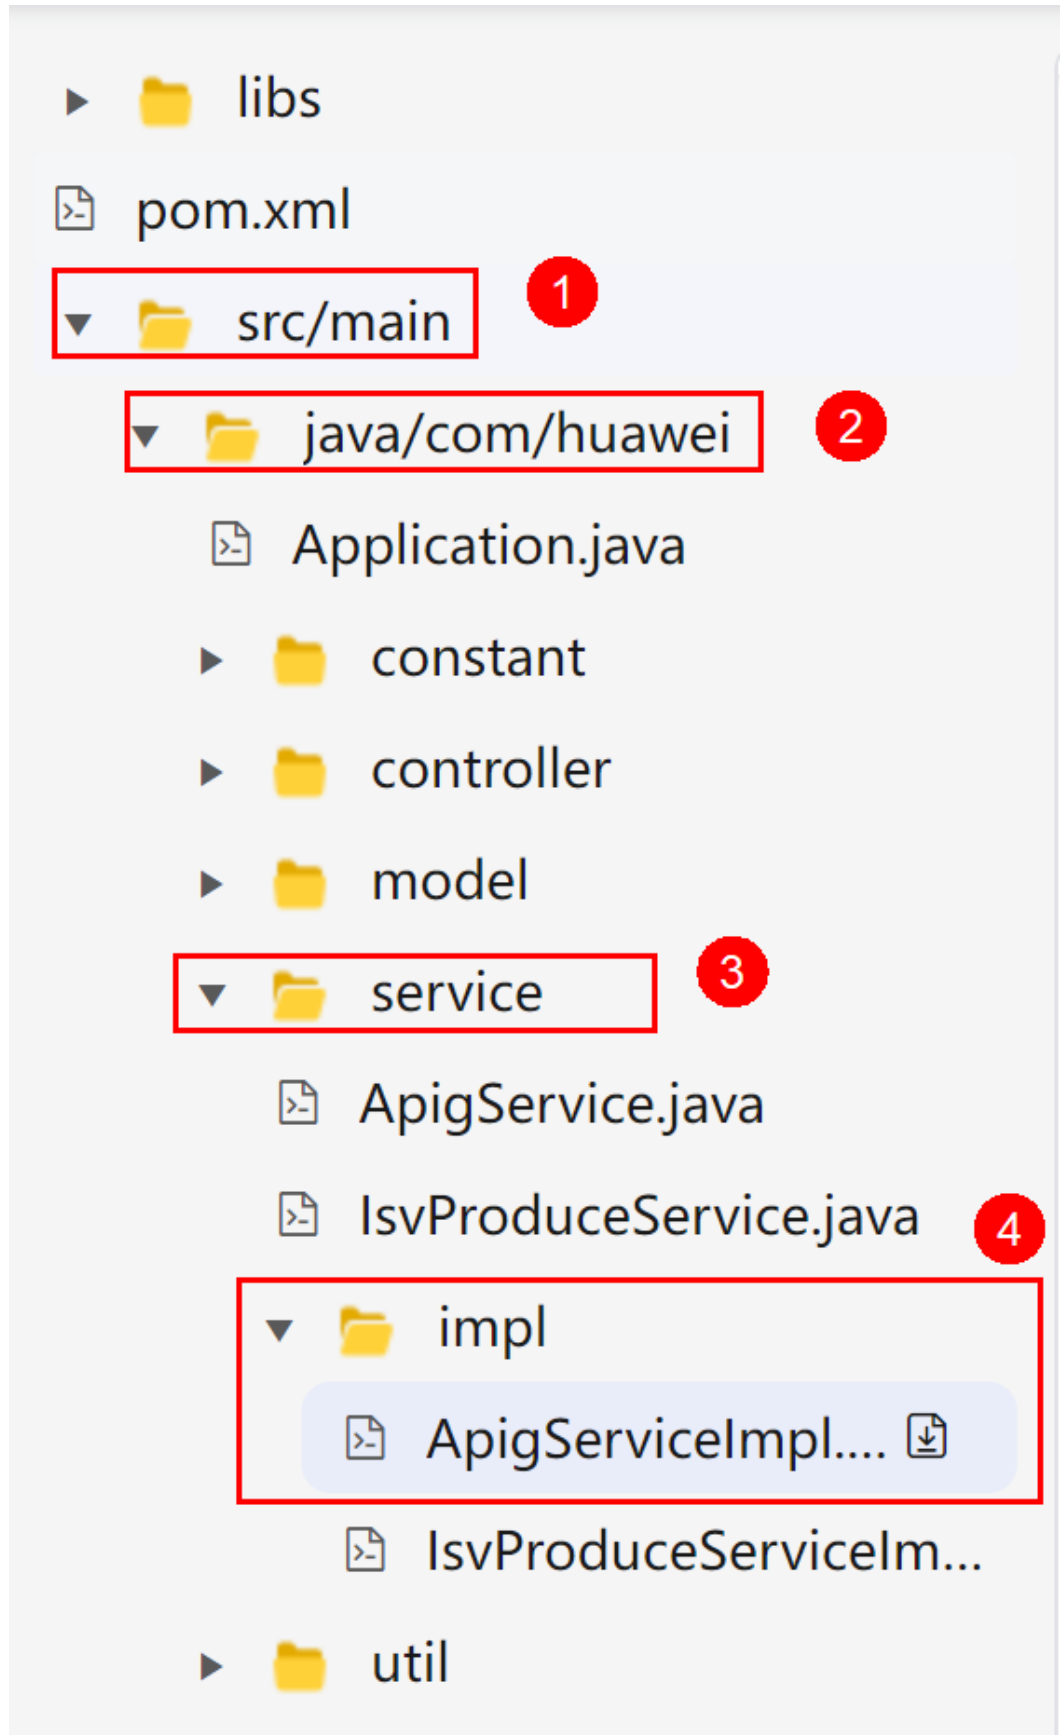 libs
pom.xml
src/main 1
java/com/huawei 2
Application.java
constant
controller
model
service 3
ApigService.java
IsvProduceService.java 4
impl
ApigServiceImpl....
IsvProduceServiceIm...
util